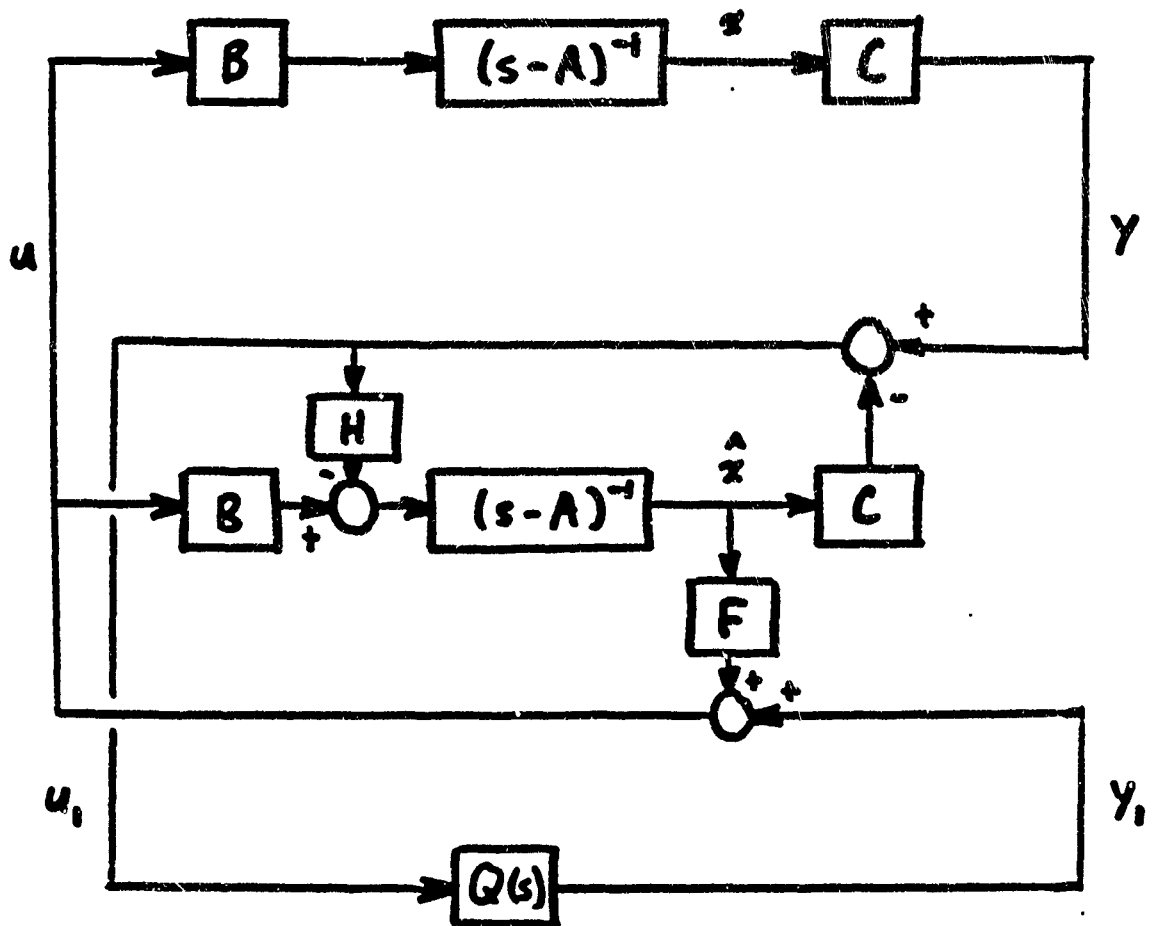 x
B (s-A)⁻¹ C
u y
+
-
H
x̂
-
B + (s-A)⁻¹ C
F
+ +
u₁ y₁
Q(s)